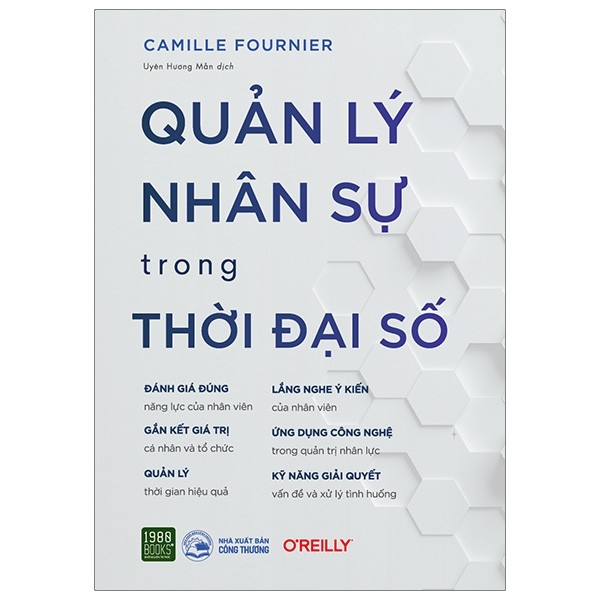 CAMILLE FOURNIER
Uyên Hương Mẫn dịch
QUẢN LÝ
NHÂN SỰ
trong
THỜI ĐẠI SỐ
ĐÁNH GIÁ ĐÚNG
năng lực của nhân viên
GẮN KẾT GIÁ TRỊ
cá nhân và tổ chức
QUẢN LÝ
thời gian hiệu quả
LẮNG NGHE Ý KIẾN
của nhân viên
ỨNG DỤNG CÔNG NGHỆ
trong quản trị nhân lực
KỸ NĂNG GIẢI QUYẾT
vấn đề và xử lý tình huống
1980
BOOKS
NHÀ XUẤT BẢN
CÔNG THƯƠNG
O'REILLY